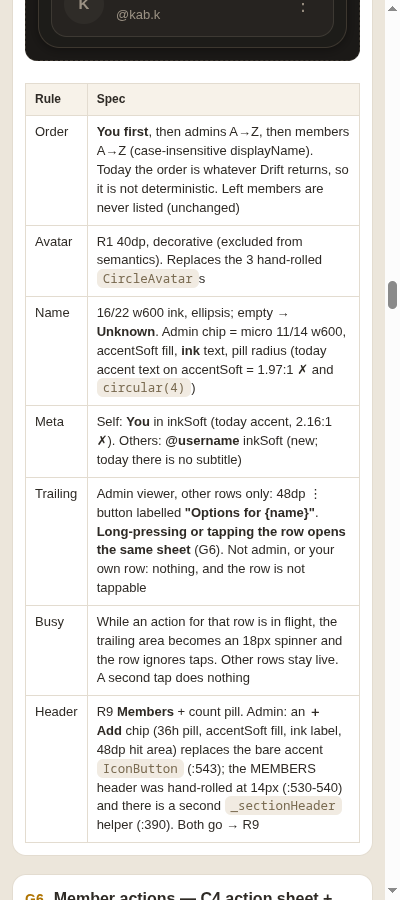 K
@kab.k
⋮
Rule Spec
Order You first, then admins A→Z, then members
A→Z (case-insensitive displayName).
Today the order is whatever Drift returns, so
it is not deterministic. Left members are
never listed (unchanged)
Avatar R1 40dp, decorative (excluded from
semantics). Replaces the 3 hand-rolled
CircleAvatar s
Name 16/22 w600 ink, ellipsis; empty →
Unknown. Admin chip = micro 11/14 w600,
accentSoft fill, ink text, pill radius (today
accent text on accentSoft = 1.97:1 ✗ and
circular(4) )
Meta Self: You in inkSoft (today accent, 2.16:1
✗). Others: @username inkSoft (new;
today there is no subtitle)
Trailing Admin viewer, other rows only: 48dp ⋮
button labelled "Options for {name}".
Long-pressing or tapping the row opens
the same sheet (G6). Not admin, or your
own row: nothing, and the row is not
tappable
Busy While an action for that row is in flight, the
trailing area becomes an 18px spinner and
the row ignores taps. Other rows stay live.
A second tap does nothing
Header R9 Members + count pill. Admin: an +
Add chip (36h pill, accentSoft fill, ink label,
48dp hit area) replaces the bare accent
IconButton (:543); the MEMBERS
header was hand-rolled at 14px (:530-540)
and there is a second _sectionHeader
helper (:390). Both go → R9
G6 Member actions — C4 action sheet +